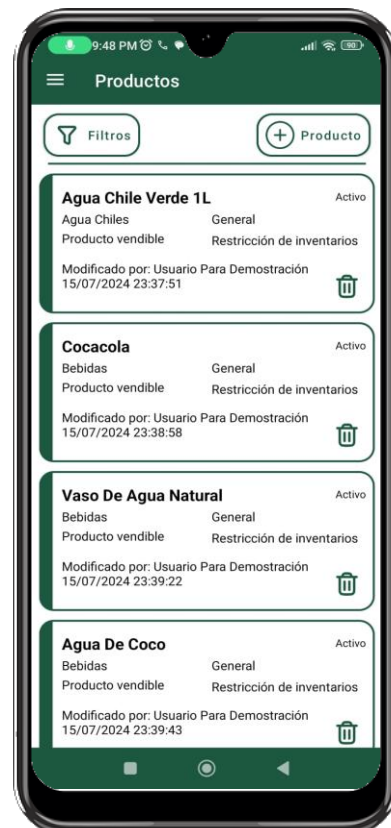 9:48 PM
90
Productos
Filtros
Producto
Agua Chile Verde 1L Activo
Agua Chiles General
Producto vendible Restricción de inventarios
Modificado por: Usuario Para Demostración
15/07/2024 23:37:51
Cocacola Activo
Bebidas General
Producto vendible Restricción de inventarios
Modificado por: Usuario Para Demostración
15/07/2024 23:38:58
Vaso De Agua Natural Activo
Bebidas General
Producto vendible Restricción de inventarios
Modificado por: Usuario Para Demostración
15/07/2024 23:39:22
Agua De Coco Activo
Bebidas General
Producto vendible Restricción de inventarios
Modificado por: Usuario Para Demostración
15/07/2024 23:39:43